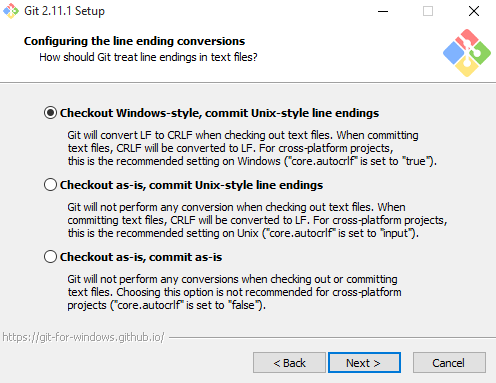 Git 2.11.1 Setup
Configuring the line ending conversions
How should Git treat line endings in text files?
Checkout Windows-style, commit Unix-style line endings
Git will convert LF to CRLF when checking out text files. When committing
text files, CRLF will be converted to LF. For cross-platform projects,
this is the recommended setting on Windows ("core.autocrlf" is set to "true").
Checkout as-is, commit Unix-style line endings
Git will not perform any conversion when checking out text files. When
committing text files, CRLF will be converted to LF. For cross-platform projects,
this is the recommended setting on Unix ("core.autocrlf" is set to "input").
Checkout as-is, commit as-is
Git will not perform any conversions when checking out or committing
text files. Choosing this option is not recommended for cross-platform
projects ("core.autocrlf" is set to "false").
https://git-for-windows.github.io/
< Back
Next >
Cancel